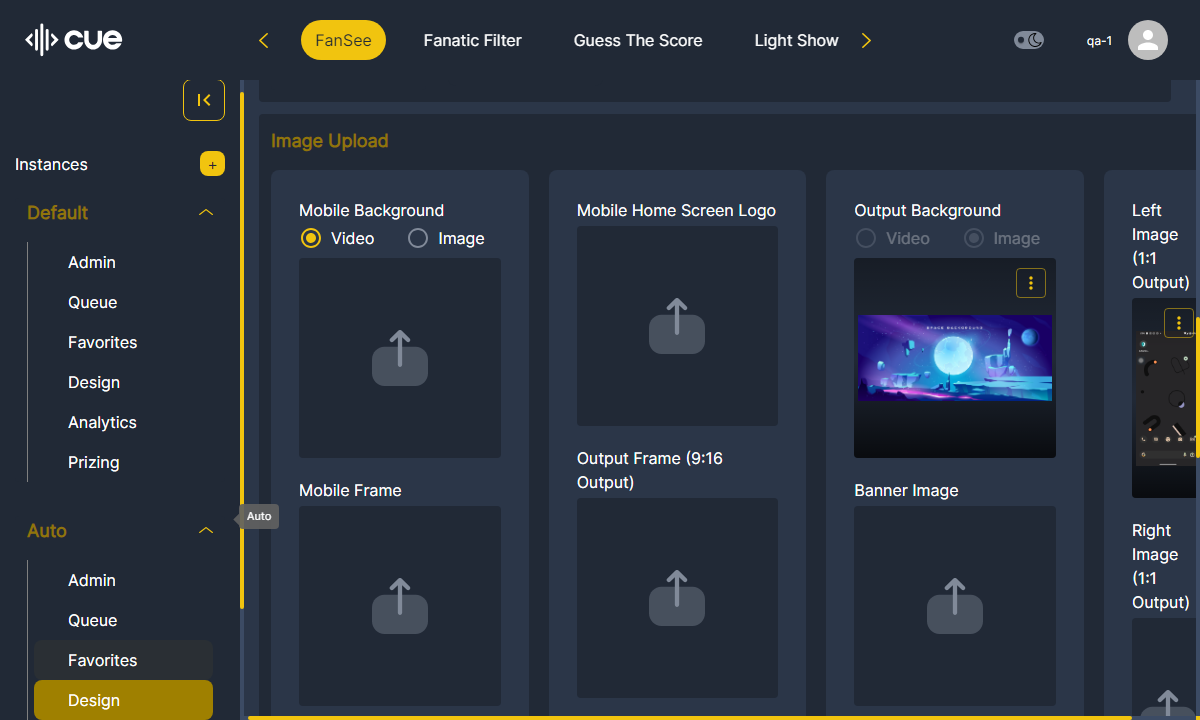 cue
FanSee
Fanatic Filter
Guess The Score
Light Show
qa-1
Instances
+
Default
Admin
Queue
Favorites
Design
Analytics
Prizing
Auto
Admin
Queue
Favorites
Design
Auto
Image Upload
Mobile Background
Video
Image
Mobile Frame
Mobile Home Screen Logo
Output Frame (9:16
Output)
Output Background
Video
Image
SPACE BACKGROUND
Banner Image
Left
Image
(1:1
Output)
Right
Image
(1:1
Output)